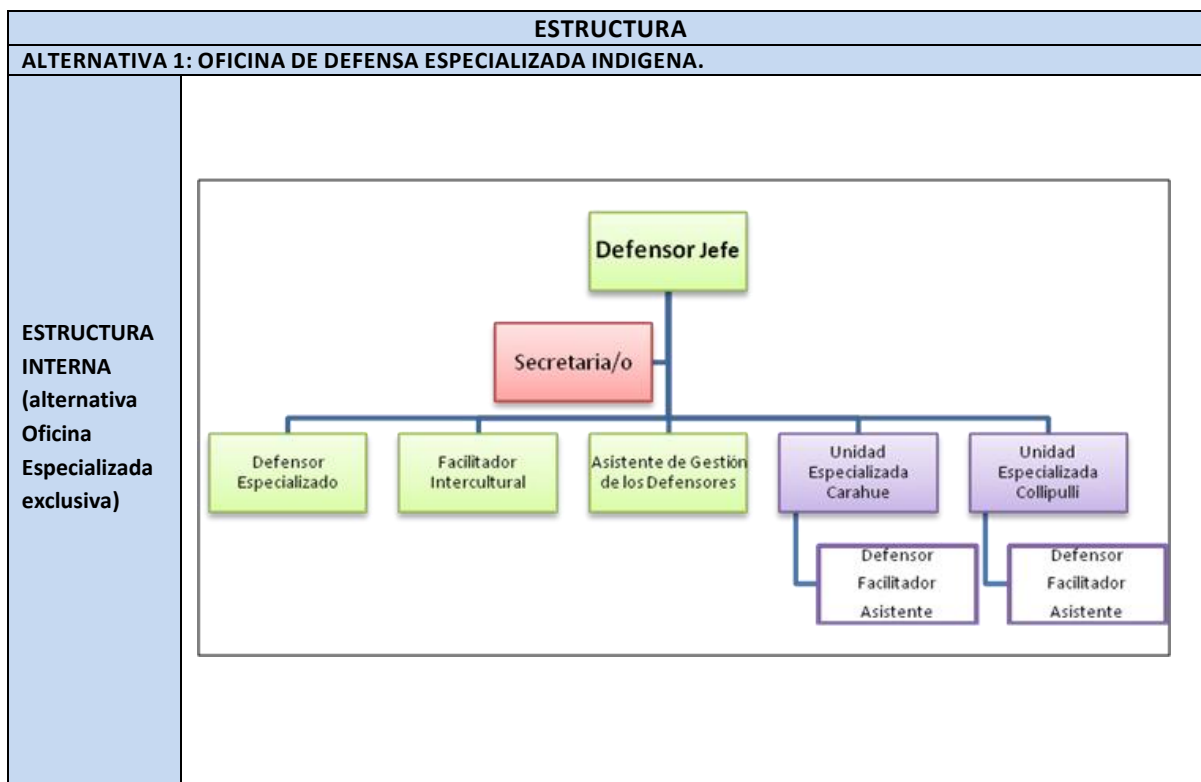 ESTRUCTURA
ALTERNATIVA 1: OFICINA DE DEFENSA ESPECIALIZADA INDIGENA.
ESTRUCTURA
INTERNA
(alternativa
Oficina
Especializada
exclusiva)
Defensor Jefe
Secretaria/o
Defensor
Especializado
Facilitador
Intercultural
Asistente de Gestión
de los Defensores
Unidad
Especializada
Carahue
Unidad
Especializada
Collipulli
Defensor
Facilitador
Asistente
Defensor
Facilitador
Asistente